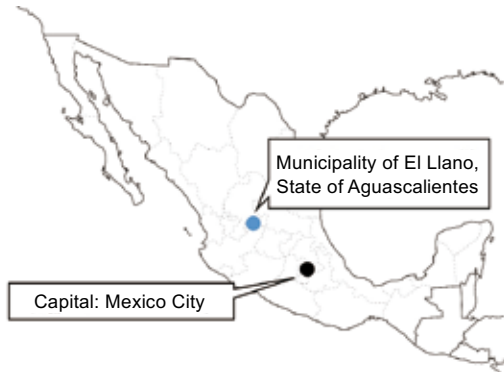 Municipality of El Llano,
State of Aguascalientes
Capital: Mexico City